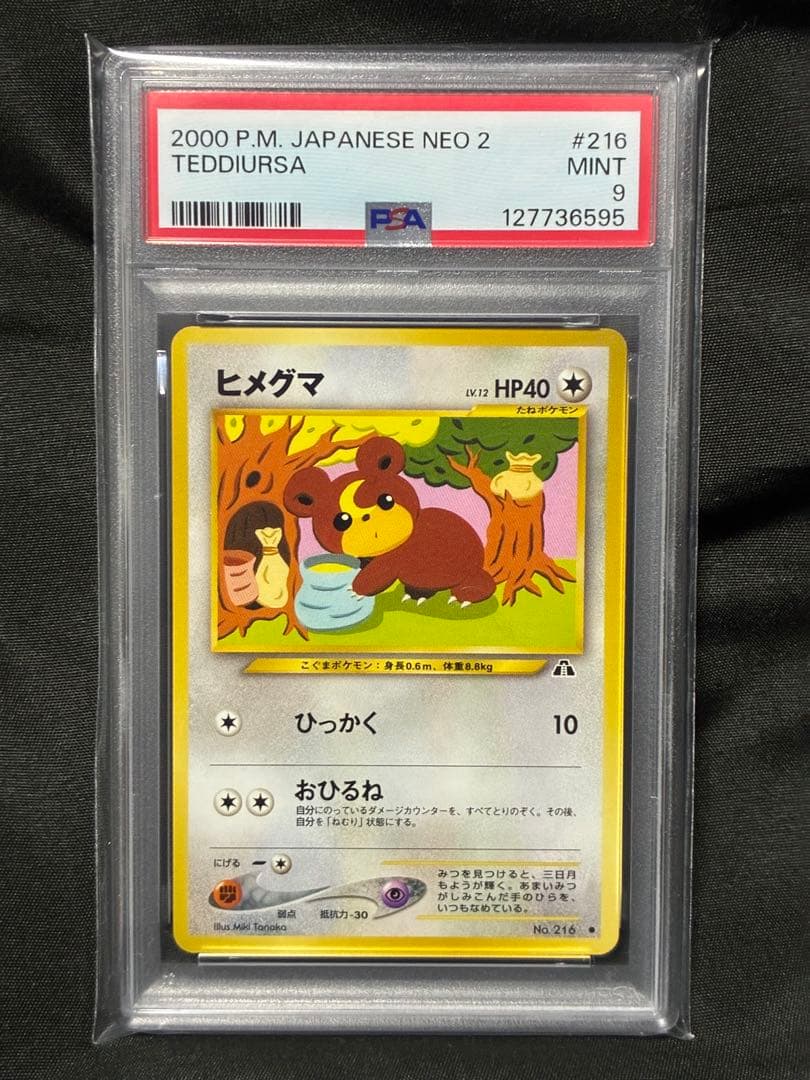 2000 P.M. JAPANESE NEO 2 #216
TEDDIURSA MINT
9
PSA 127736595
ヒメグマ LV.12 HP40
たねポケモン
こぐまポケモン：身長0.6m、体重8.8kg
ひっかく 10
おひるね
自分にのっているダメージカウンターを、すべてとりのぞく。その後、
自分を「ねむり」状態にする。
にげる
みつを見つけると、三日月
もようが輝く。あまいみつ
がしみこんだ手のひらを、
いつもなめている。
弱点 抵抗力-30
Illus.Miki Tanaka No.216